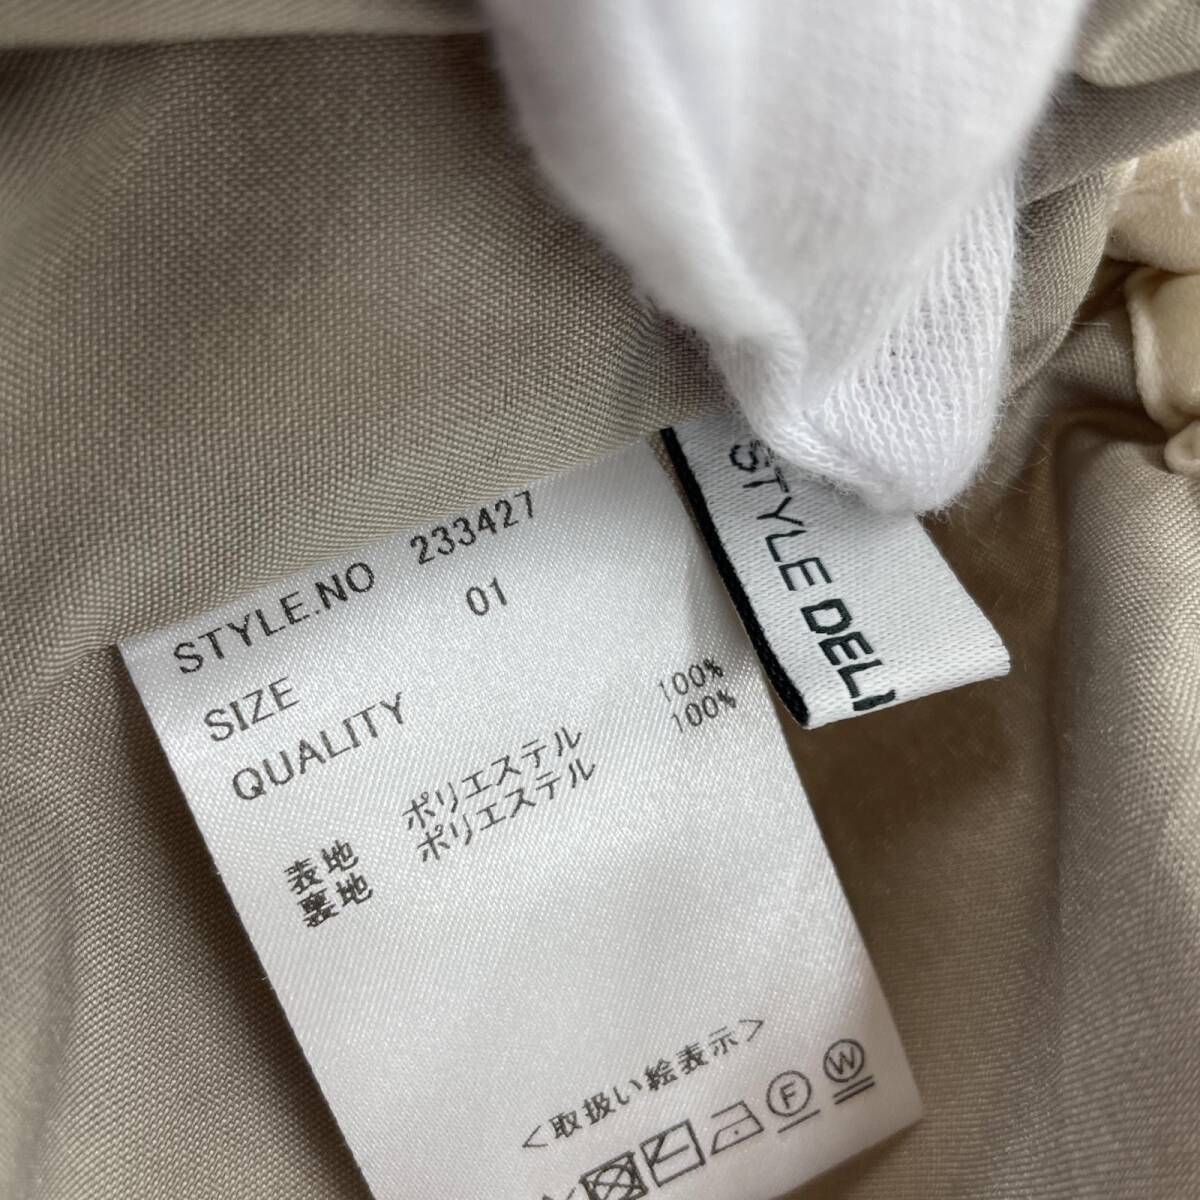 STYLE.NO 233427
SIZE 01
QUALITY
表地 ポリエステル 100%
裏地 ポリエステル 100%
<取扱い絵表示>
F W
STYLE DELI